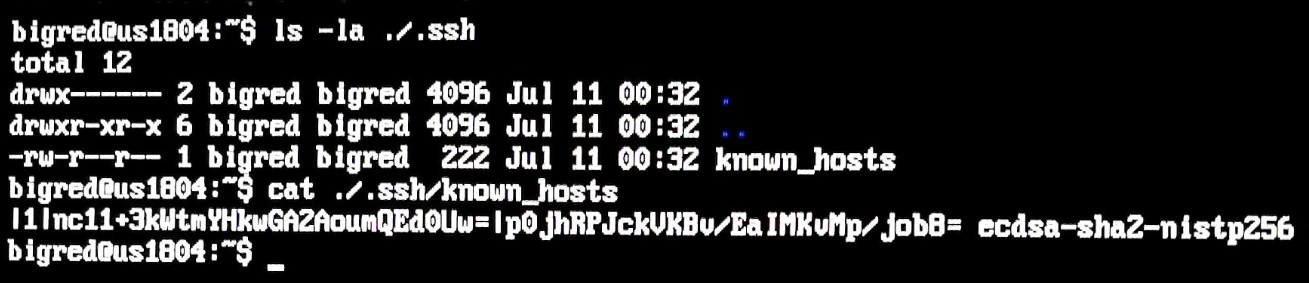 bigred@us1804:~$ ls -la ./.ssh
total 12
drwx------ 2 bigred bigred 4096 Jul 11 00:32 .
drwxr-xr-x 6 bigred bigred 4096 Jul 11 00:32 ..
-rw-r--r-- 1 bigred bigred  222 Jul 11 00:32 known_hosts
bigred@us1804:~$ cat ./.ssh/known_hosts
|1|nc11+3kWtmYHkwGAZAoumQEd0Uw=|p0jhRPJckVKBv/EaIMKvMp/job8= ecdsa-sha2-nistp256
bigred@us1804:~$ _